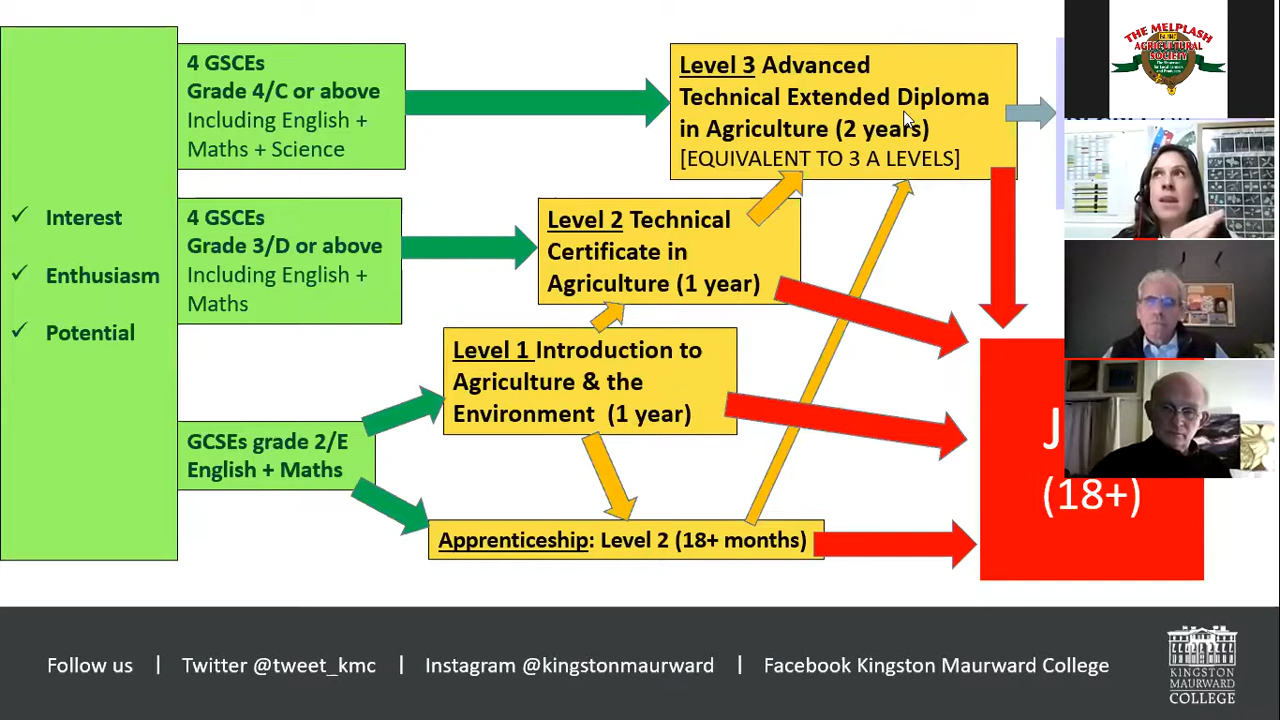 ✓ Interest
✓ Enthusiasm
✓ Potential
4 GSCEs
Grade 4/C or above
Including English +
Maths + Science
4 GSCEs
Grade 3/D or above
Including English +
Maths
GCSEs grade 2/E
English + Maths
Level 3 Advanced
Technical Extended Diploma
in Agriculture (2 years)
[EQUIVALENT TO 3 A LEVELS]
Level 2 Technical
Certificate in
Agriculture (1 year)
Level 1 Introduction to
Agriculture & the
Environment (1 year)
Apprenticeship: Level 2 (18+ months)
J
(18+)
THE MELPLASH
AGRICULTURAL
SOCIETY
Follow us | Twitter @tweet_kmc | Instagram @kingstonmaurward | Facebook Kingston Maurward College
KINGSTON
MAURWARD
COLLEGE